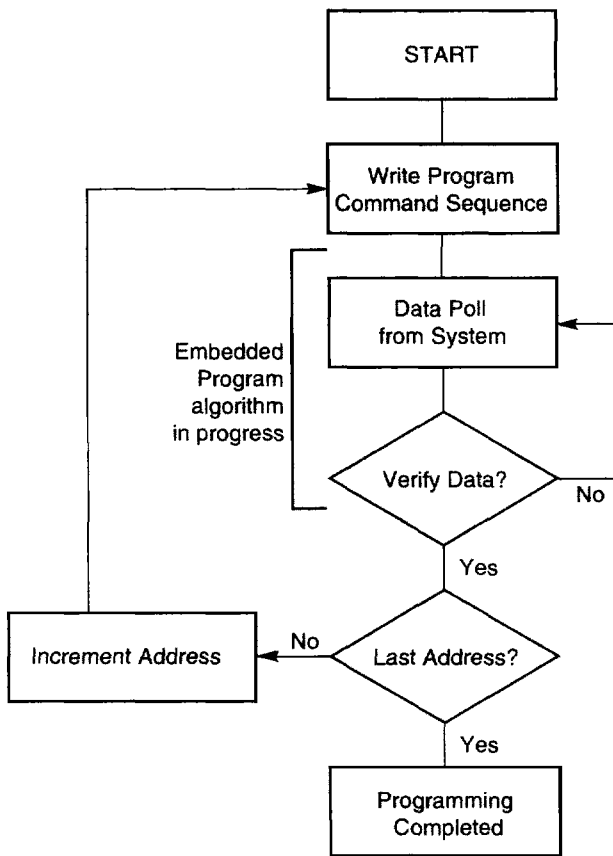 START
Write Program
Command Sequence
Data Poll
from System
Embedded
Program
algorithm
in progress
Verify Data?
No
Yes
Increment Address
No
Last Address?
Yes
Programming
Completed